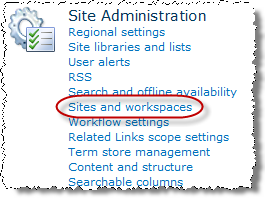 Site Administration
Regional settings
Site libraries and lists
User alerts
RSS
Search and offline availability
Sites and workspaces
Workflow settings
Related Links scope settings
Term store management
Content and structure
Searchable columns